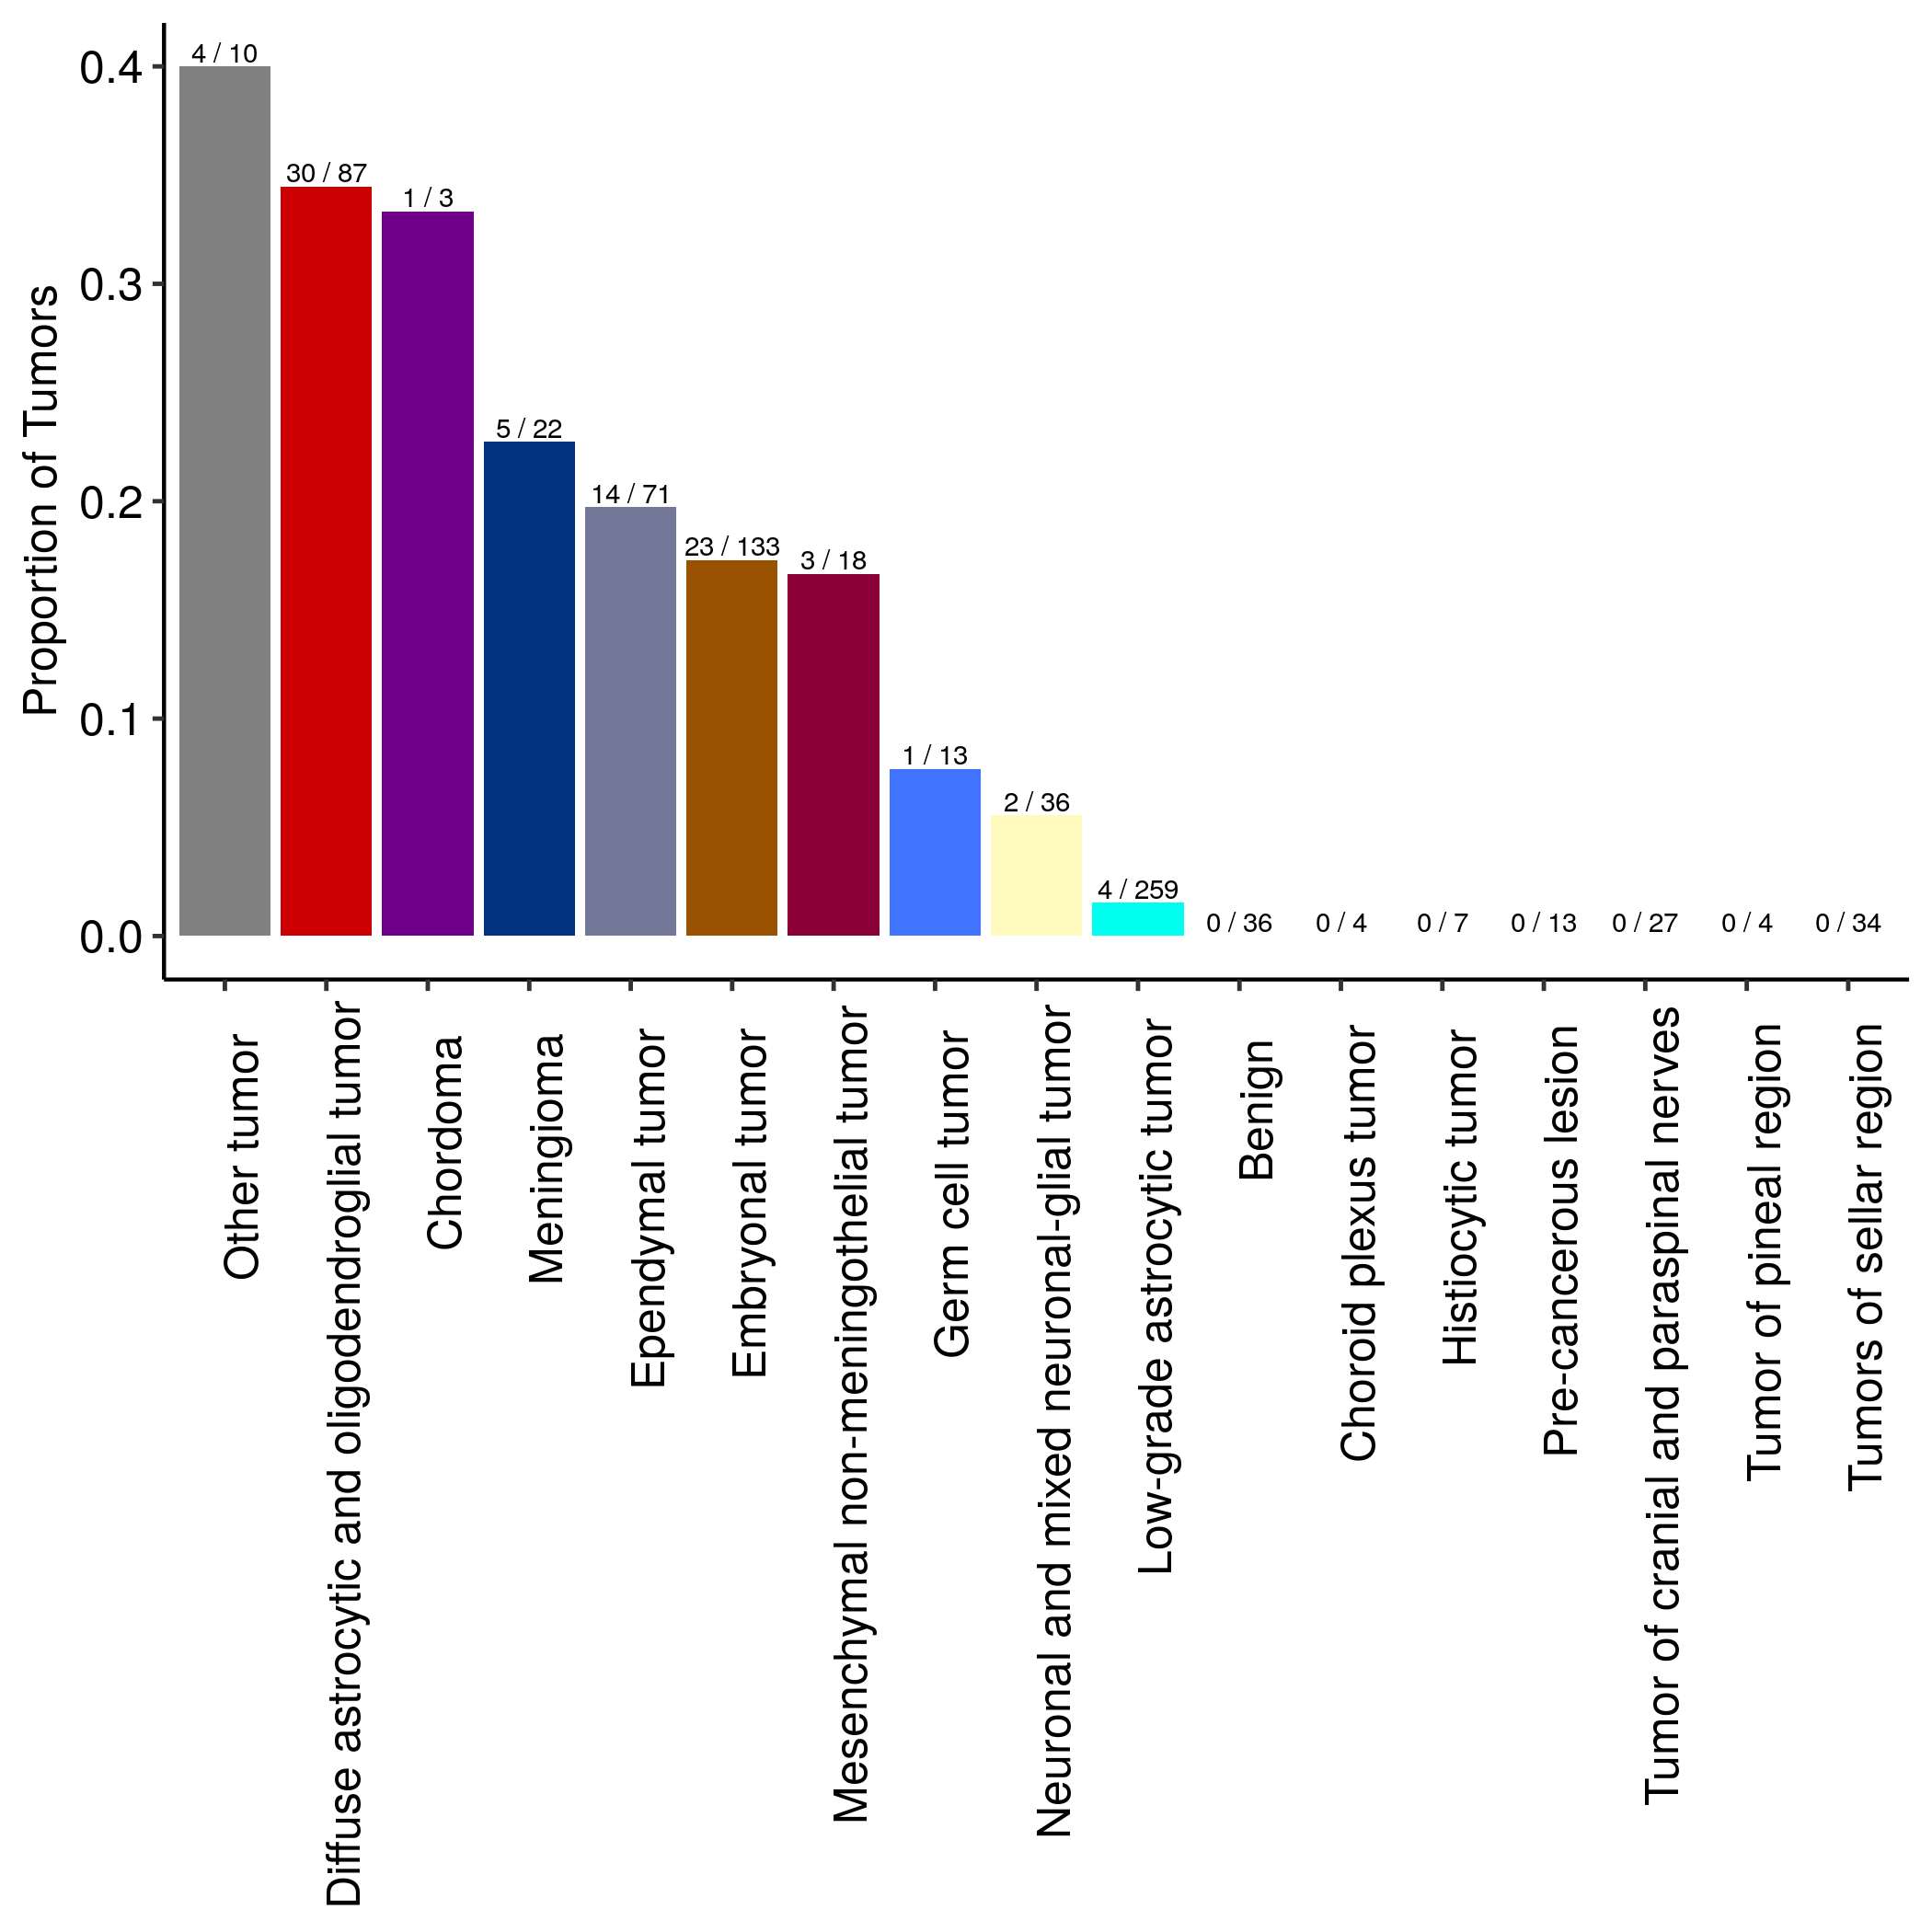 Proportion of Tumors
0.4
0.3
0.2
0.1
0.0
4 / 10
30 / 87
1 / 3
5 / 22
14 / 71
23 / 133
3 / 18
1 / 13
2 / 36
4 / 259
0 / 36
0 / 4
0 / 7
0 / 13
0 / 27
0 / 4
0 / 34
Other tumor
Diffuse astrocytic and oligodendroglial tumor
Chordoma
Meningioma
Ependymal tumor
Embryonal tumor
Mesenchymal non-meningothelial tumor
Germ cell tumor
Neuronal and mixed neuronal-glial tumor
Low-grade astrocytic tumor
Benign
Choroid plexus tumor
Histiocytic tumor
Pre-cancerous lesion
Tumor of cranial and paraspinal nerves
Tumor of pineal region
Tumors of sellar region